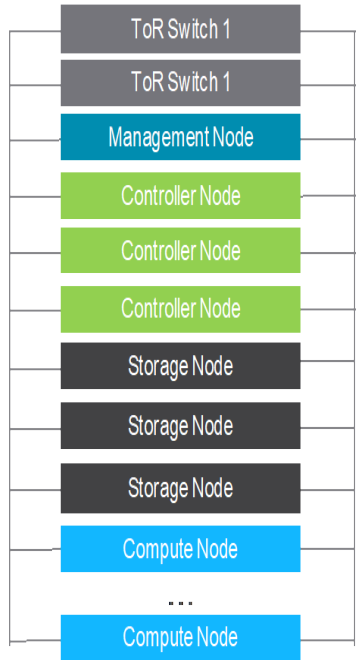 ToR Switch 1
ToR Switch 1
Management Node
Controller Node
Controller Node
Controller Node
Storage Node
Storage Node
Storage Node
Compute Node
...
Compute Node